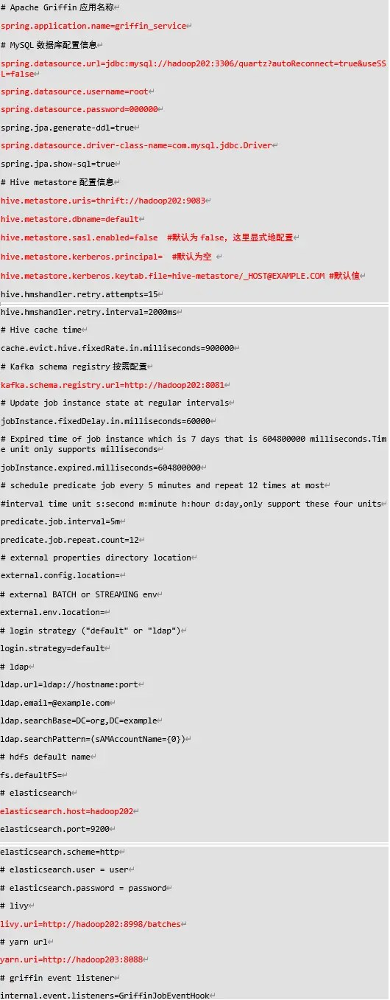 # Apache Griffin 应用名称↵
spring.application.name=griffin_service↵
# MySQL 数据库配置信息↵
spring.datasource.url=jdbc:mysql://hadoop202:3306/quartz?autoReconnect=true&useSS
L=false↵
spring.datasource.username=root↵
spring.datasource.password=000000↵
spring.jpa.generate-ddl=true↵
spring.datasource.driver-class-name=com.mysql.jdbc.Driver↵
spring.jpa.show-sql=true↵
# Hive metastore 配置信息↵
hive.metastore.uris=thrift://hadoop202:9083↵
hive.metastore.dbname=default↵
hive.metastore.sasl.enabled=false  #默认为 false，这里显式地配置↵
hive.metastore.kerberos.principal=  #默认为空 ↵
hive.metastore.kerberos.keytab.file=hive-metastore/_HOST@EXAMPLE.COM #默认值↵
hive.hmshandler.retry.attempts=15↵
hive.hmshandler.retry.interval=2000ms↵
# Hive cache time↵
cache.evict.hive.fixedRate.in.milliseconds=900000↵
# Kafka schema registry 按需配置↵
kafka.schema.registry.url=http://hadoop202:8081↵
# Update job instance state at regular intervals↵
jobInstance.fixedDelay.in.milliseconds=60000↵
# Expired time of job instance which is 7 days that is 604800000 milliseconds.Tim
e unit only supports milliseconds↵
jobInstance.expired.milliseconds=604800000↵
# schedule predicate job every 5 minutes and repeat 12 times at most↵
#interval time unit s:second m:minute h:hour d:day,only support these four units↵
predicate.job.interval=5m↵
predicate.job.repeat.count=12↵
# external properties directory location↵
external.config.location=↵
# external BATCH or STREAMING env↵
external.env.location=↵
# login strategy ("default" or "ldap")↵
login.strategy=default↵
# ldap↵
ldap.url=ldap://hostname:port↵
ldap.email=@example.com↵
ldap.searchBase=DC=org,DC=example↵
ldap.searchPattern=(sAMAccountName={0})↵
# hdfs default name↵
fs.defaultFS=↵
# elasticsearch↵
elasticsearch.host=hadoop202↵
elasticsearch.port=9200↵
elasticsearch.scheme=http↵
# elasticsearch.user = user↵
# elasticsearch.password = password↵
# livy↵
livy.uri=http://hadoop202:8998/batches↵
# yarn url↵
yarn.uri=http://hadoop203:8088↵
# griffin event listener↵
internal.event.listeners=GriffinJobEventHook↵